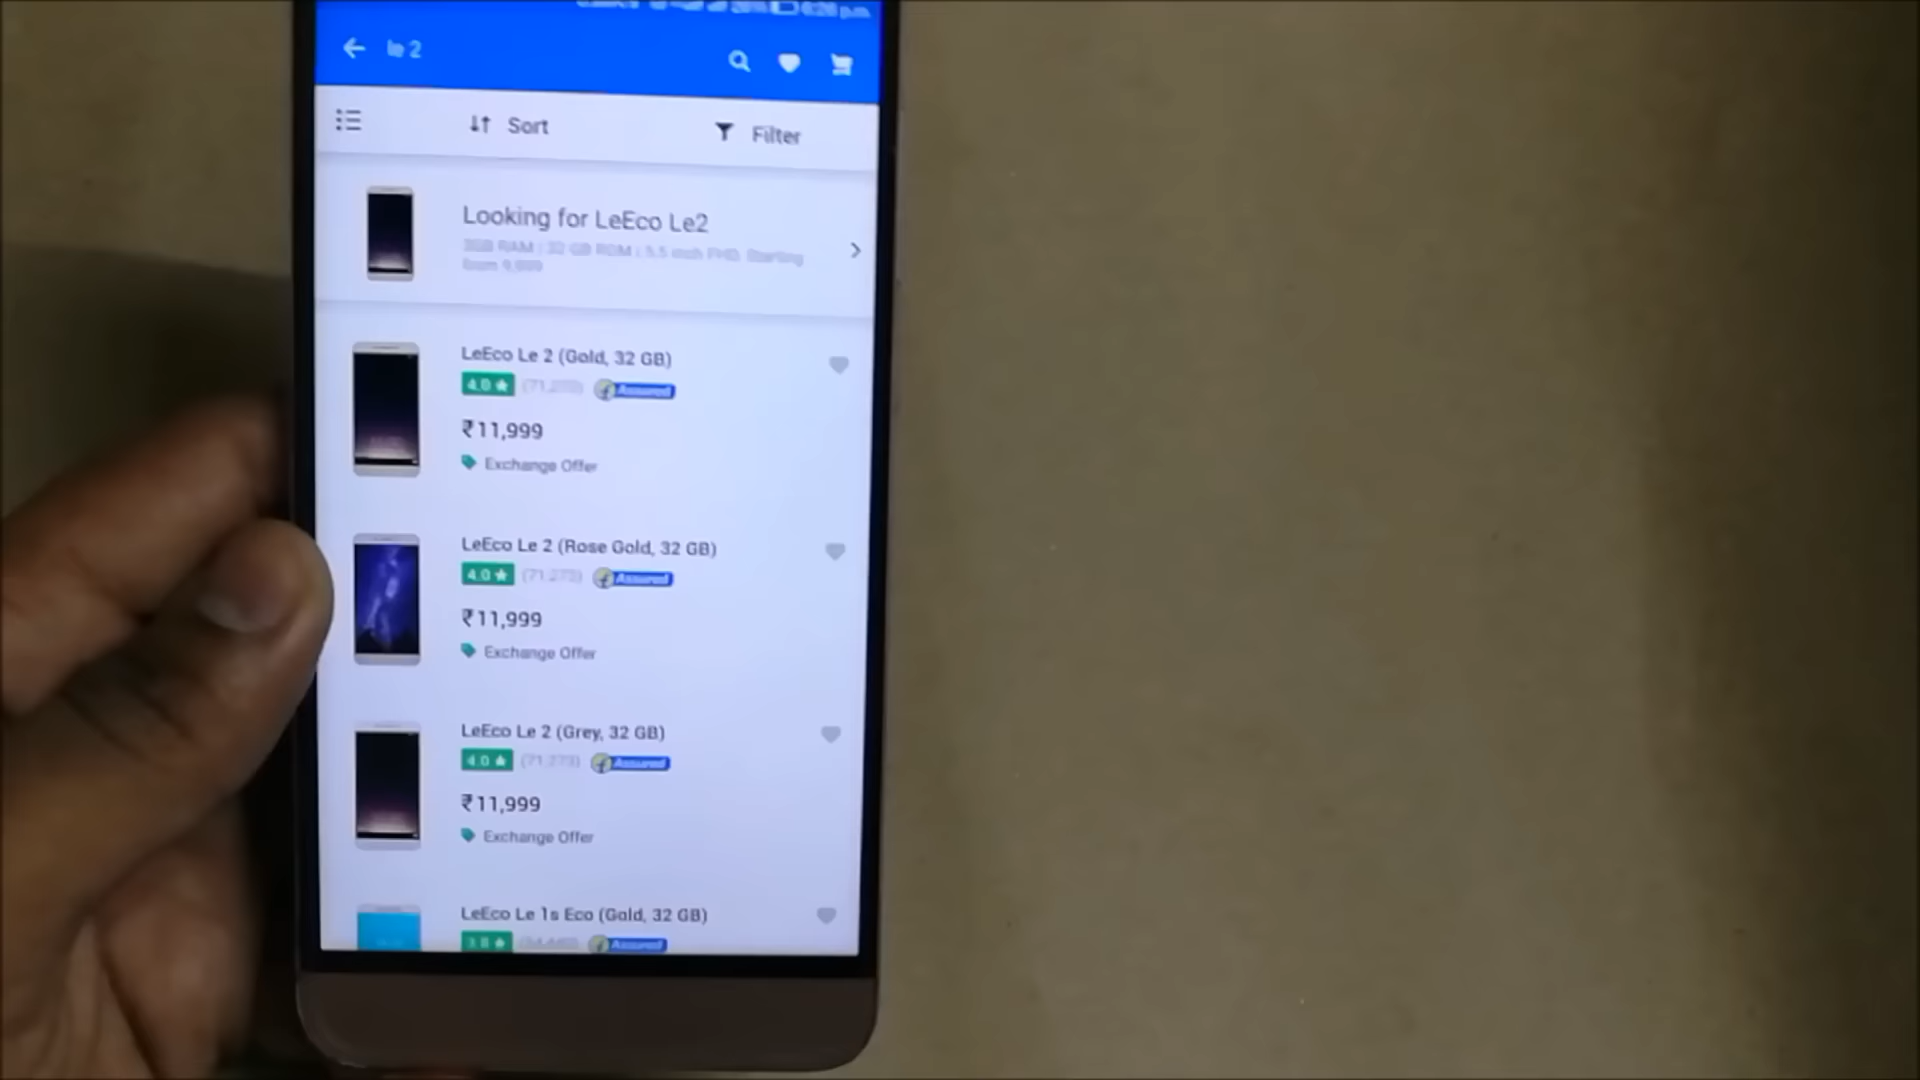 le 2
Sort
Filter
Looking for LeEco Le2
3GB RAM | 32 GB ROM | 5.5 inch FHD. Starting
from 9,999
LeEco Le 2 (Gold, 32 GB)
4.0 Assured
₹11,999
Exchange Offer
LeEco Le 2 (Rose Gold, 32 GB)
4.0 (71,273) Assured
₹11,999
Exchange Offer
LeEco Le 2 (Grey, 32 GB)
4.0 (71,273) Assured
₹11,999
Exchange Offer
LeEco Le 1s Eco (Gold, 32 GB)
3.8 Assured